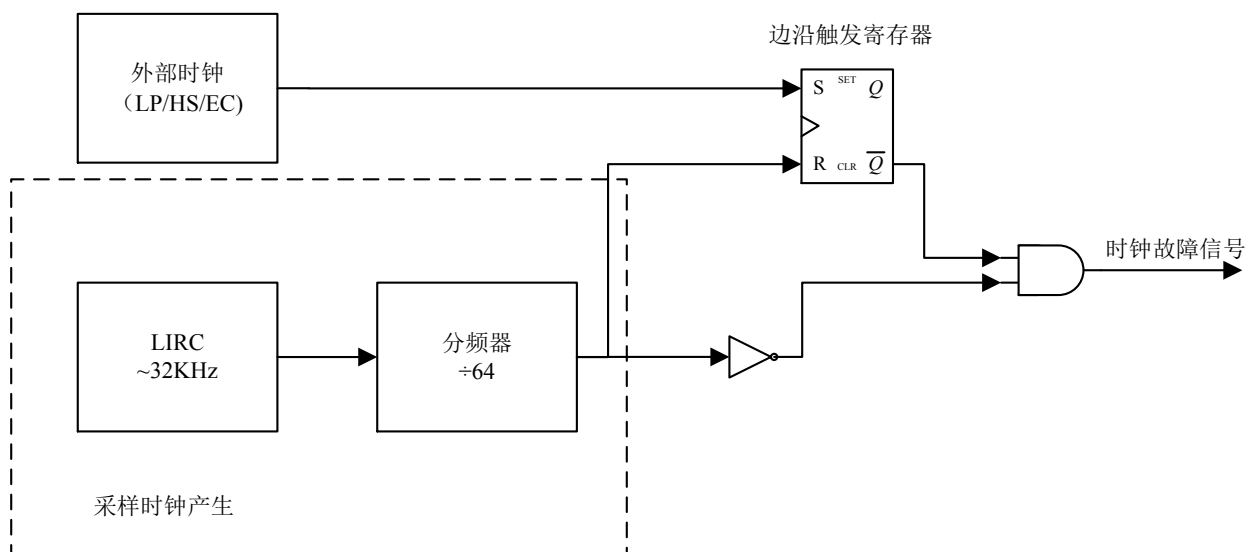 边沿触发寄存器
外部时钟
（LP/HS/EC)
S SET Q
R CLR Q̅
时钟故障信号
LIRC
~32KHz
分频器
÷64
采样时钟产生